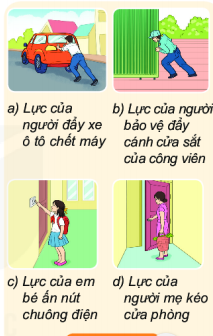 a) Lực của
người đẩy xe
ô tô chết máy
b) Lực của người
bảo vệ đẩy
cánh cửa sắt
của công viên
c) Lực của em
bé ấn nút
chuông điện
d) Lực của
người mẹ kéo
cửa phòng